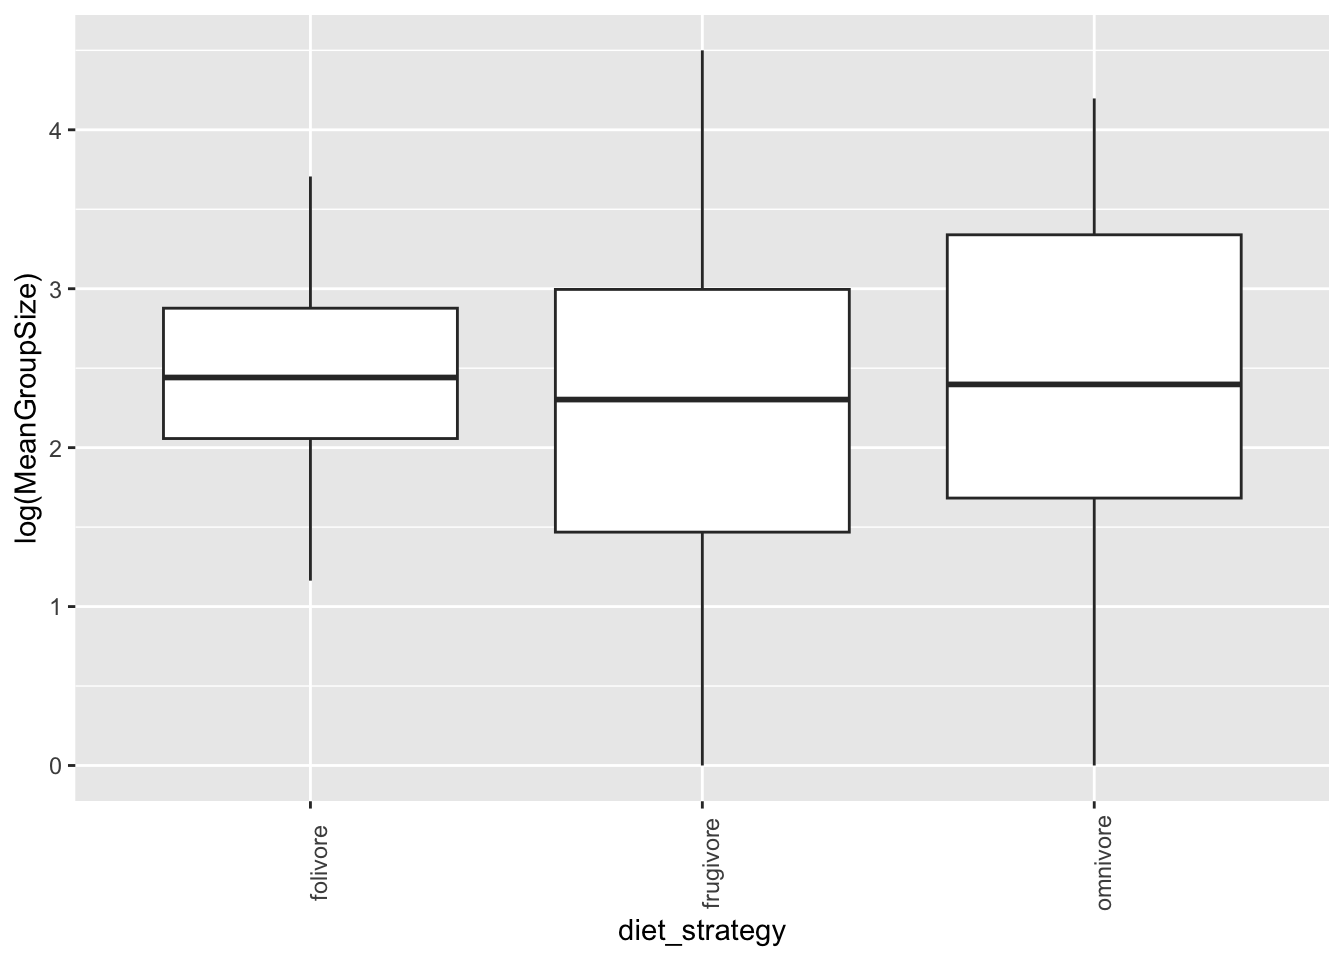 log(MeanGroupSize)
4
3
2
1
0
folivore
frugivore
omnivore
diet_strategy